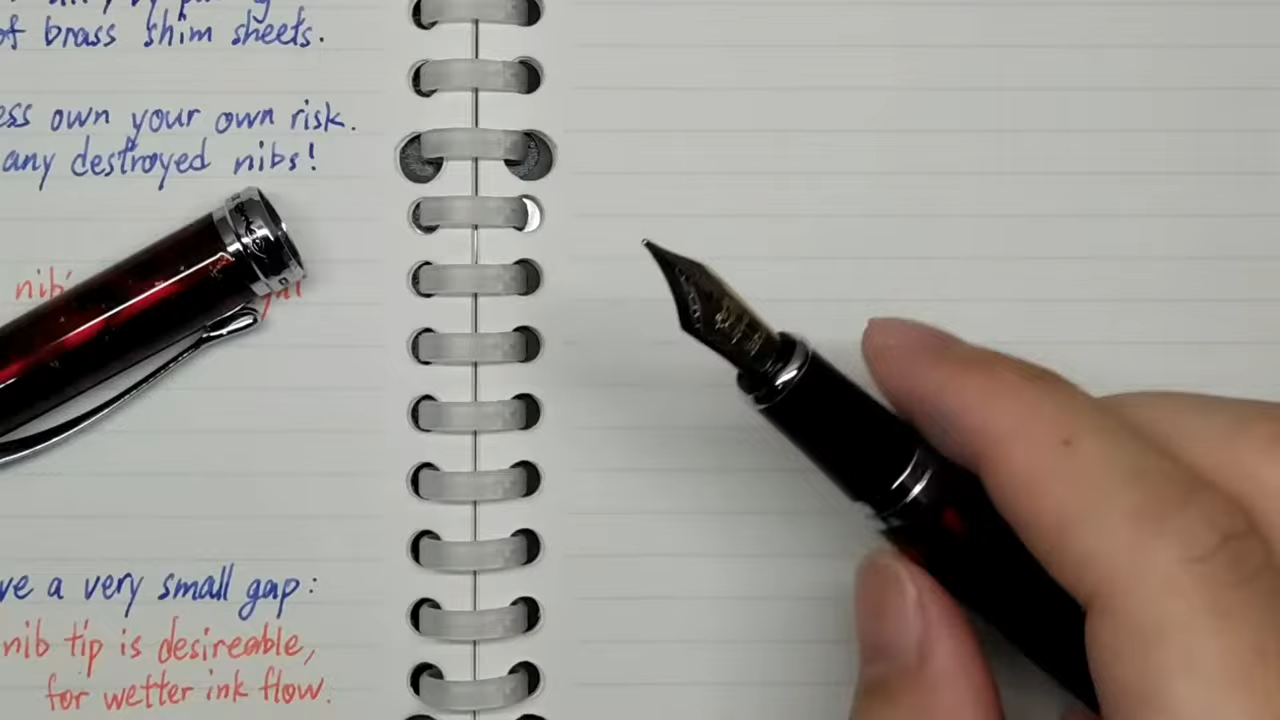 of brass shim sheets.
ess own your own risk.
any destroyed nibs!
nib
ve a very small gap:
nib tip is desireable,
for wetter ink flow.